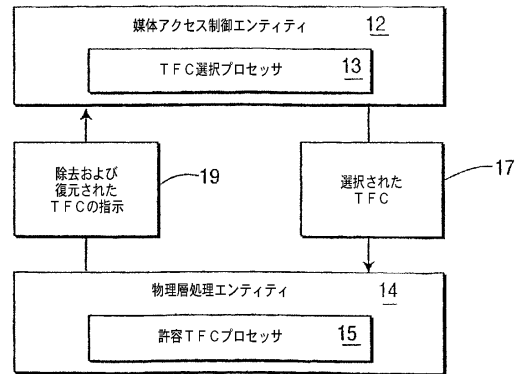 媒体アクセス制御エンティティ 12
TFC選択プロセッサ 13
除去および
復元された
TFCの指示
19
選択された
TFC
17
物理層処理エンティティ 14
許容TFCプロセッサ 15